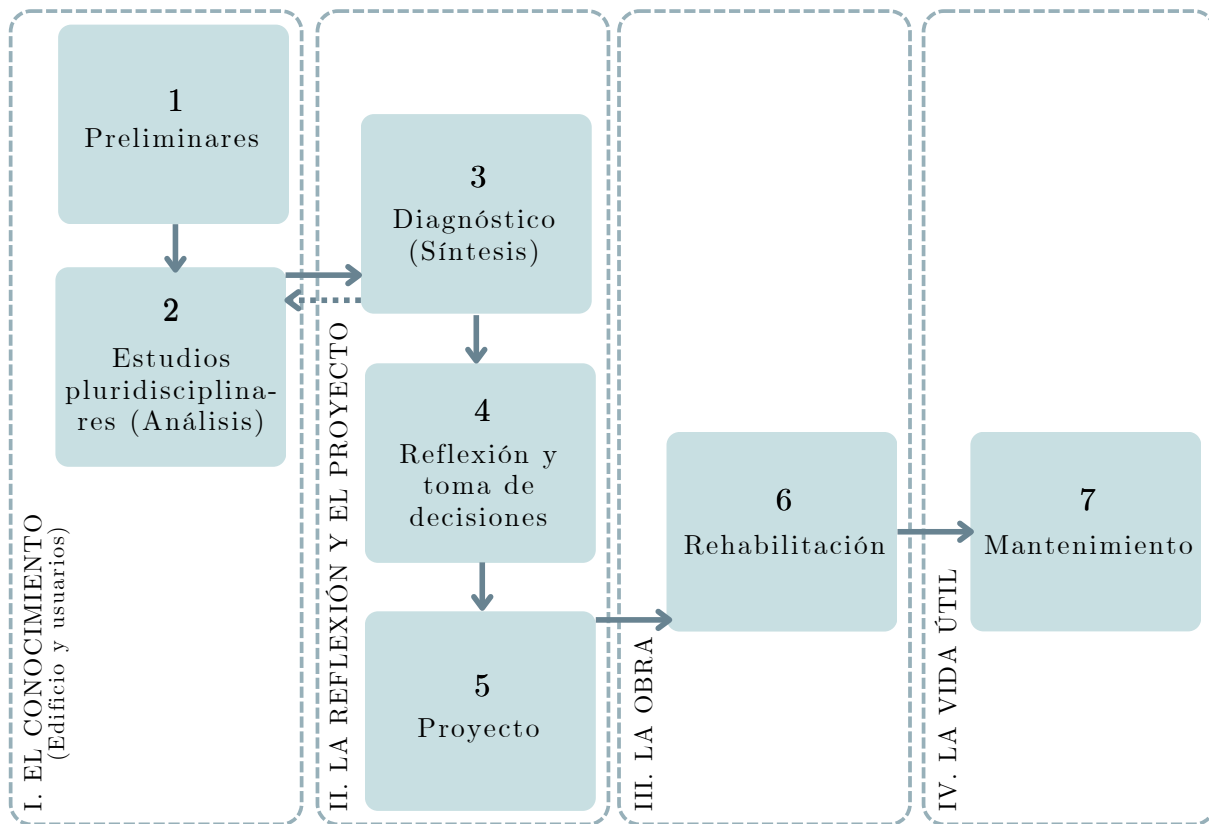 1
Preliminares
2
Estudios
pluridisciplina-
res (Análisis)
I. EL CONOCIMIENTO
(Edificio y usuarios)
3
Diagnóstico
(Síntesis)
4
Reflexión y
toma de
decisiones
5
Proyecto
II. LA REFLEXIÓN Y EL PROYECTO
6
Rehabilitación
III. LA OBRA
7
Mantenimiento
IV. LA VIDA ÚTIL